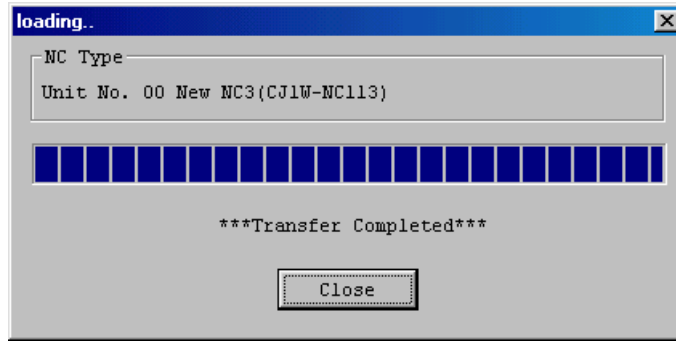 loading..
NC Type
Unit No. 00 New NC3(CJ1W-NC113)
***Transfer Completed***
Close